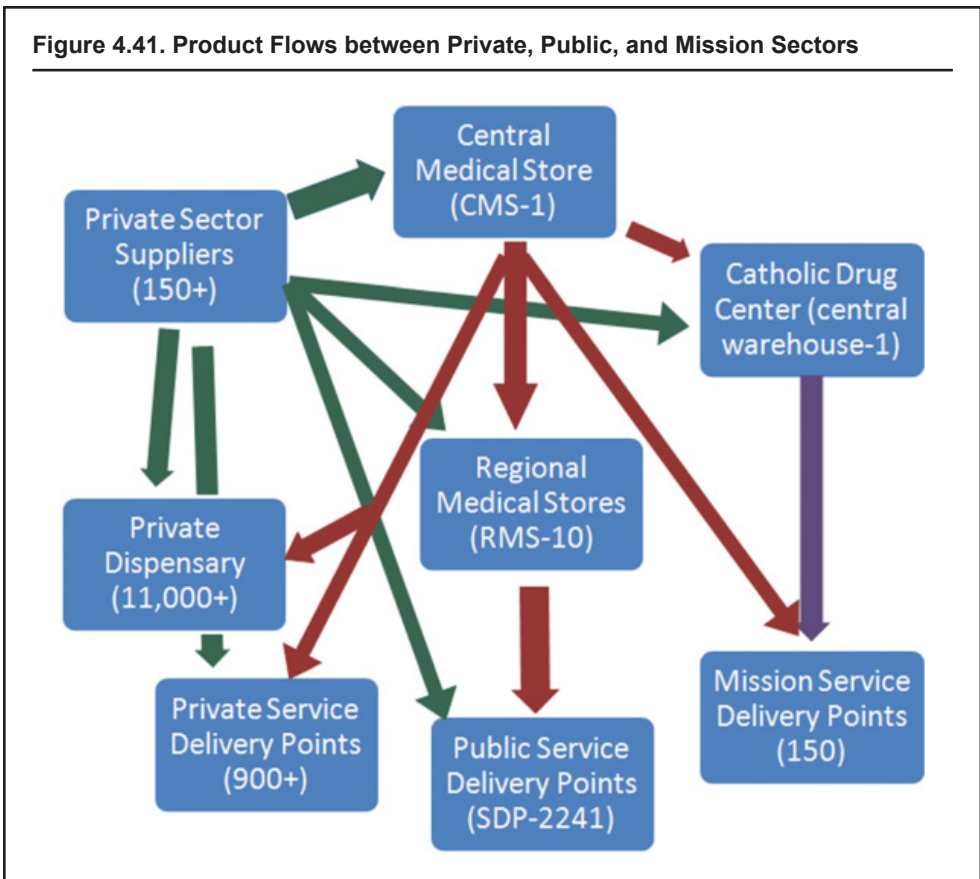 Figure 4.41. Product Flows between Private, Public, and Mission Sectors
Central
Medical Store
(CMS-1)
Private Sector
Suppliers
(150+)
Catholic Drug
Center (central
warehouse-1)
Regional
Medical Stores
(RMS-10)
Private
Dispensary
(11,000+)
Private Service
Delivery Points
(900+)
Public Service
Delivery Points
(SDP-2241)
Mission Service
Delivery Points
(150)